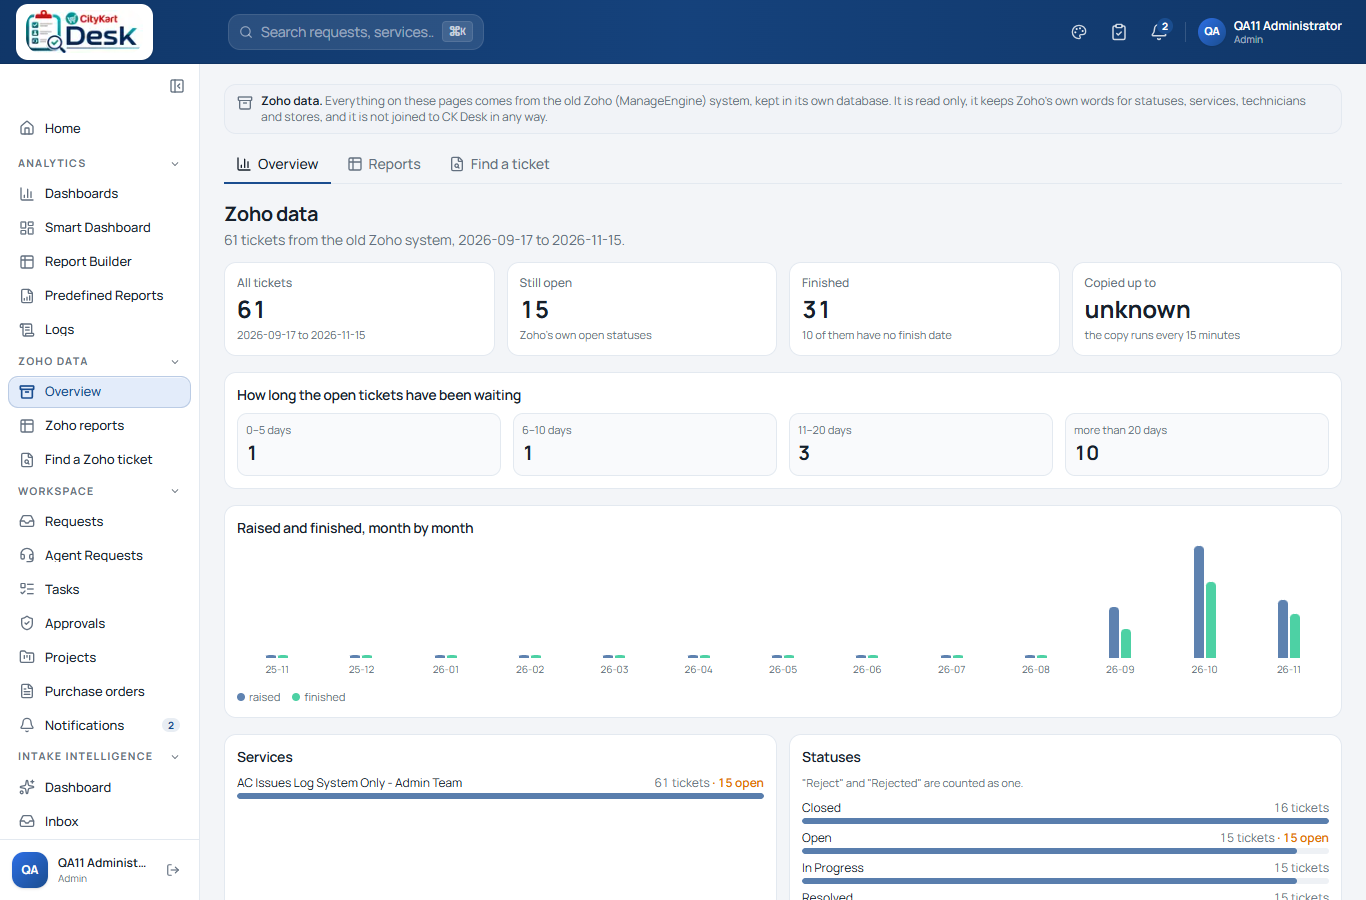 CityKart
Desk
Search requests, services..
⌘K
2
QA
QA11 Administrator
Admin
Home
ANALYTICS
Dashboards
Smart Dashboard
Report Builder
Predefined Reports
Logs
ZOHO DATA
Overview
Zoho reports
Find a Zoho ticket
WORKSPACE
Requests
Agent Requests
Tasks
Approvals
Projects
Purchase orders
Notifications 2
INTAKE INTELLIGENCE
Dashboard
Inbox
QA
QA11 Administ...
Admin
Zoho data. Everything on these pages comes from the old Zoho (ManageEngine) system, kept in its own database. It is read only, it keeps Zoho's own words for statuses, services, technicians
and stores, and it is not joined to CK Desk in any way.
Overview Reports Find a ticket
Zoho data
61 tickets from the old Zoho system, 2026-09-17 to 2026-11-15.
All tickets
61
2026-09-17 to 2026-11-15
Still open
15
Zoho's own open statuses
Finished
31
10 of them have no finish date
Copied up to
unknown
the copy runs every 15 minutes
How long the open tickets have been waiting
0–5 days
1
6–10 days
1
11–20 days
3
more than 20 days
10
Raised and finished, month by month
25-11 25-12 26-01 26-02 26-03 26-04 26-05 26-06 26-07 26-08 26-09 26-10 26-11
raised finished
Services
AC Issues Log System Only - Admin Team 61 tickets · 15 open
Statuses
"Reject" and "Rejected" are counted as one.
Closed 16 tickets
Open 15 tickets · 15 open
In Progress 15 tickets
Resolved 15 tickets